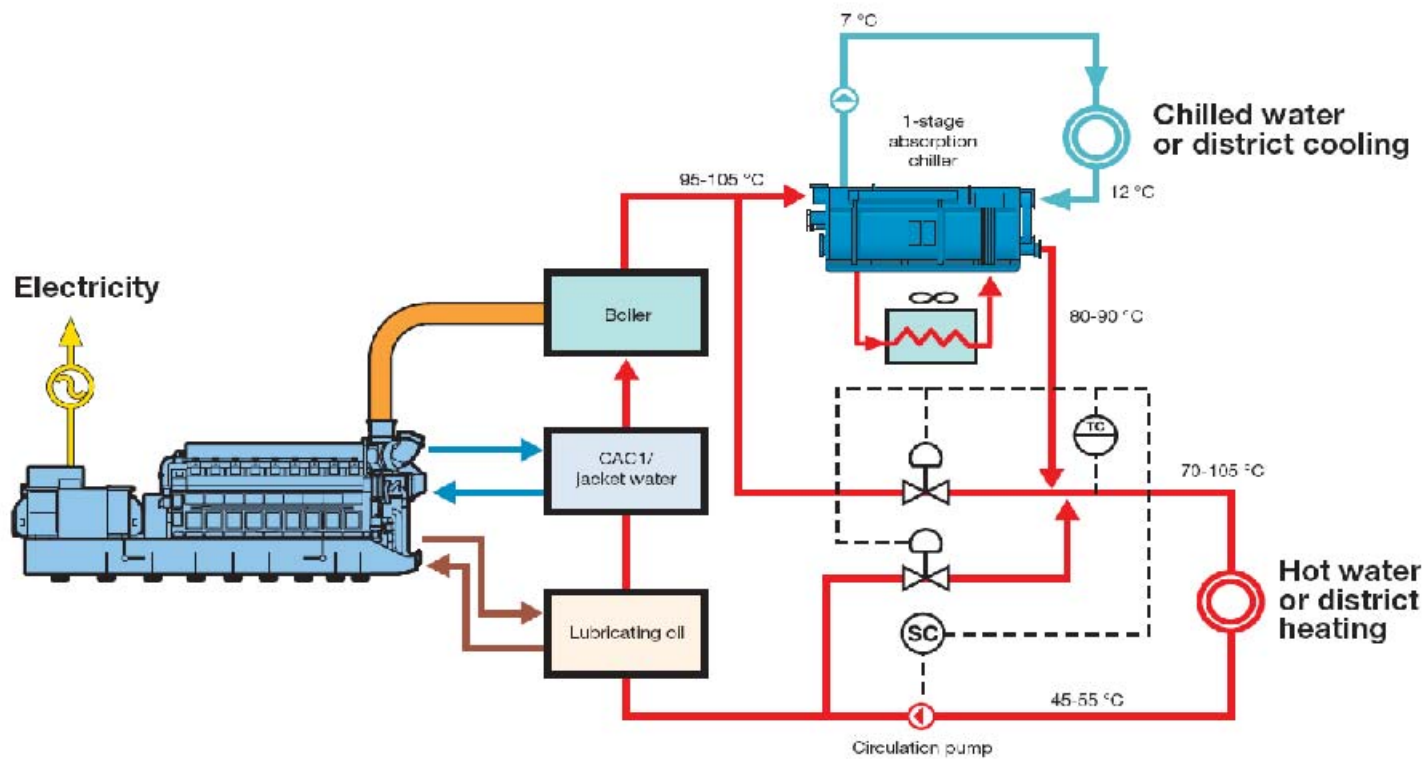 7 °C
1-stage
absorption
chiller
Chilled water
or district cooling
95-105 °C
12 °C
Electricity
Boiler
80-90 °C
CAC1/
jacket water
TC
70-105 °C
Lubricating oil
SC
Hot water
or district
heating
45-55 °C
Circulation pump